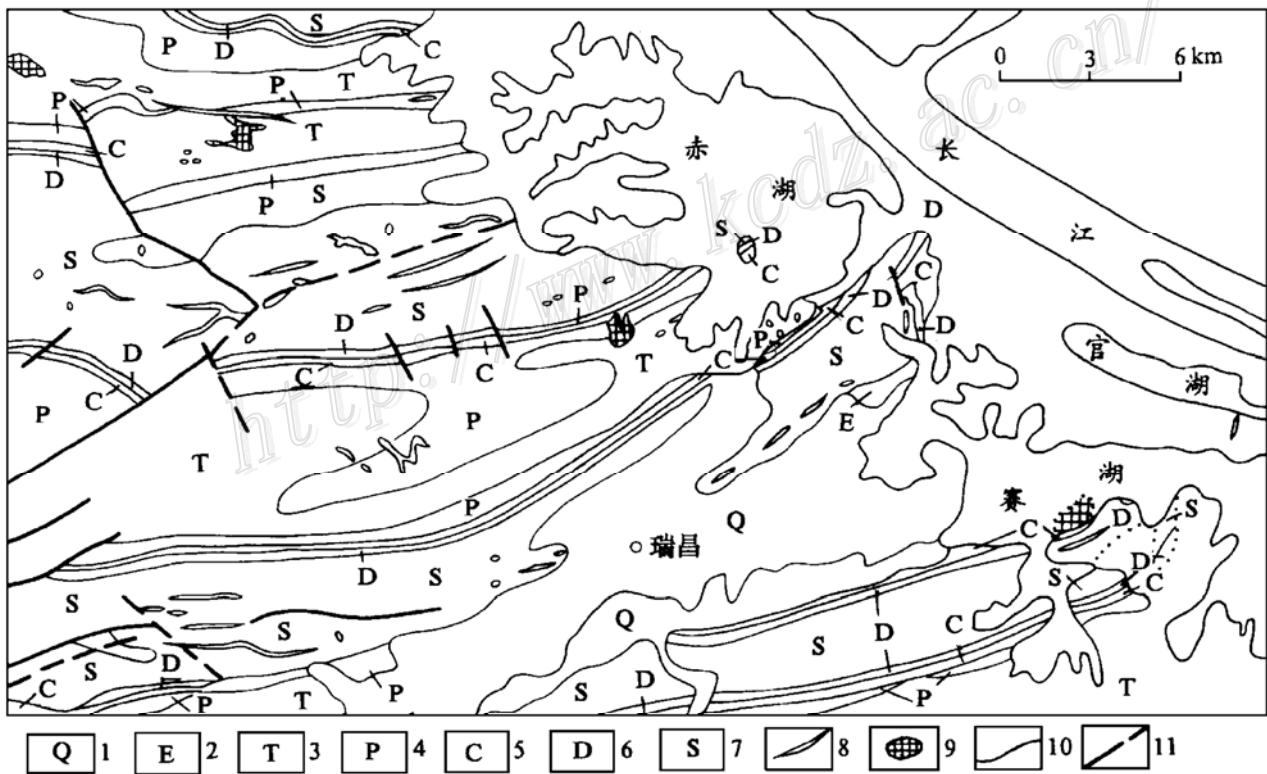 S
P D C
0 3 6 km
P T
P
T
长
C
赤
D
湖
S
P
D
S D
江
C
S
C
P
D
S
D
P
D
C
官
C
C
T
C
S
湖
P
P
E
T
湖
P
Q
赛
C D S
瑞昌
D
S
S
D
C
S
Q
S
D
C
S
D
C
S
D
P
T
P
S
P
T
http://www.kcdz.ac.cn/
Q 1 E 2 T 3 P 4 C 5 D 6 S 7 8 9 10 11